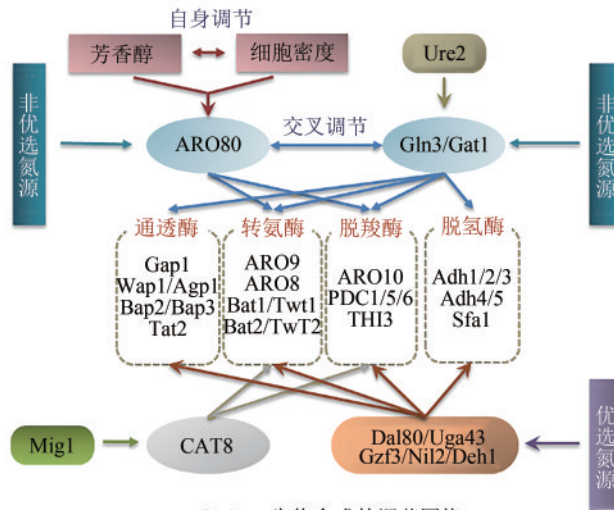 自身调节
芳香醇
细胞密度
Ure2
非优选氮源
非优选氮源
ARO80
交叉调节
Gln3/Gat1
通透酶
转氨酶
脱羧酶
脱氢酶
Gap1
Wap1/Agp1
Bap2/Bap3
Tat2
ARO9
ARO8
Bat1/Twt1
Bat2/TwT2
ARO10
PDC1/5/6
THI3
Adh1/2/3
Adh4/5
Sfa1
Mig1
CAT8
Dal80/Uga43
Gzf3/Nil2/Deh1
优选氮源